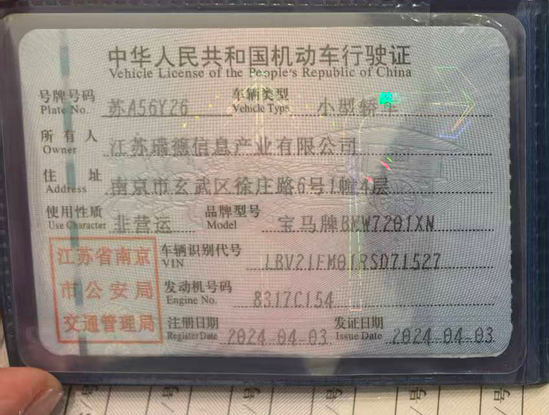 中华人民共和国机动车行驶证
Vehicle License of the People's Republic of China
号牌号码 苏A56Y26 车辆类型 小型轿车
Plate No. Vehicle Type
所有人 江苏瑞德信息产业有限公司
Owner
住址 南京市玄武区徐庄路6号1幢4层
Address
使用性质 非营运 品牌型号 宝马牌BMW7201XN
Use Character Model
江苏省南京
市公安局
交通管理局
车辆识别代号
VIN
发动机号码 8317C154
Engine No.
注册日期 2024-04-03 发证日期 2024-04-03
Register Date Issue Date